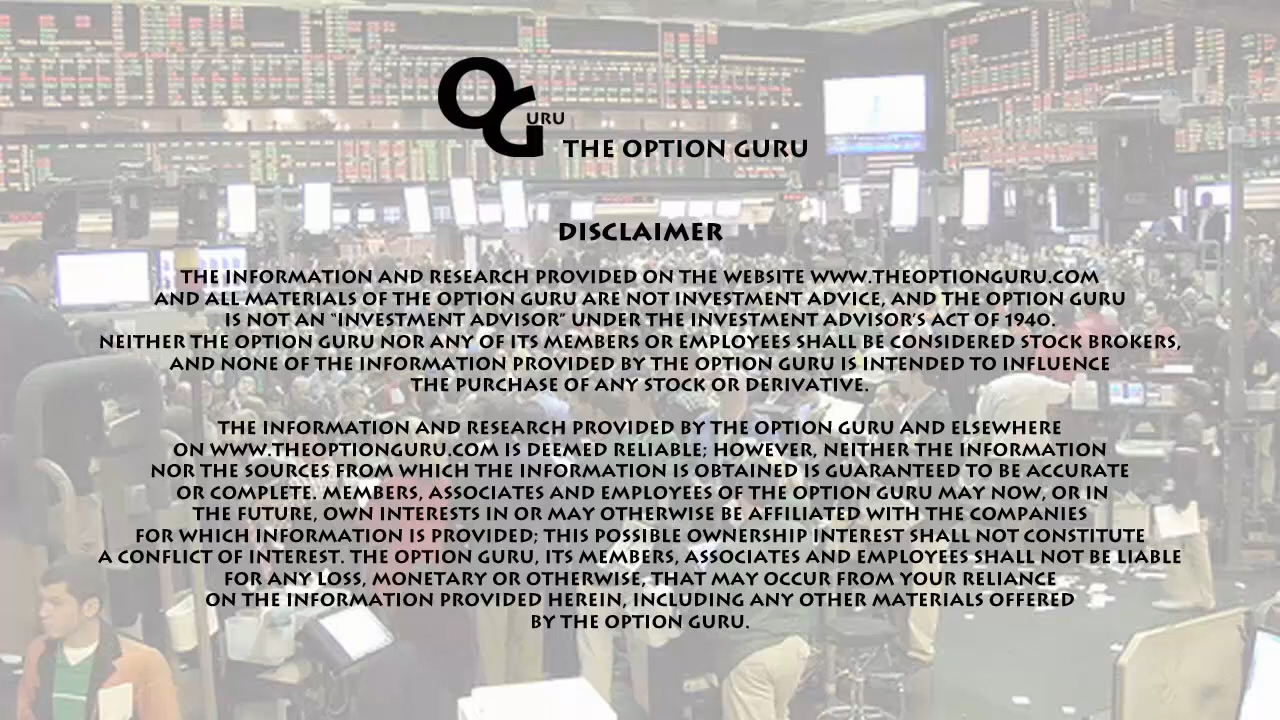 OG URU
THE OPTION GURU
DISCLAIMER
THE INFORMATION AND RESEARCH PROVIDED ON THE WEBSITE WWW.THEOPTIONGURU.COM
AND ALL MATERIALS OF THE OPTION GURU ARE NOT INVESTMENT ADVICE, AND THE OPTION GURU
IS NOT AN “INVESTMENT ADVISOR” UNDER THE INVESTMENT ADVISOR’S ACT OF 1940.
NEITHER THE OPTION GURU NOR ANY OF ITS MEMBERS OR EMPLOYEES SHALL BE CONSIDERED STOCK BROKERS,
AND NONE OF THE INFORMATION PROVIDED BY THE OPTION GURU IS INTENDED TO INFLUENCE
THE PURCHASE OF ANY STOCK OR DERIVATIVE.
THE INFORMATION AND RESEARCH PROVIDED BY THE OPTION GURU AND ELSEWHERE
ON WWW.THEOPTIONGURU.COM IS DEEMED RELIABLE; HOWEVER, NEITHER THE INFORMATION
NOR THE SOURCES FROM WHICH THE INFORMATION IS OBTAINED IS GUARANTEED TO BE ACCURATE
OR COMPLETE. MEMBERS, ASSOCIATES AND EMPLOYEES OF THE OPTION GURU MAY NOW, OR IN
THE FUTURE, OWN INTERESTS IN OR MAY OTHERWISE BE AFFILIATED WITH THE COMPANIES
FOR WHICH INFORMATION IS PROVIDED; THIS POSSIBLE OWNERSHIP INTEREST SHALL NOT CONSTITUTE
A CONFLICT OF INTEREST. THE OPTION GURU, ITS MEMBERS, ASSOCIATES AND EMPLOYEES SHALL NOT BE LIABLE
FOR ANY LOSS, MONETARY OR OTHERWISE, THAT MAY OCCUR FROM YOUR RELIANCE
ON THE INFORMATION PROVIDED HEREIN, INCLUDING ANY OTHER MATERIALS OFFERED
BY THE OPTION GURU.